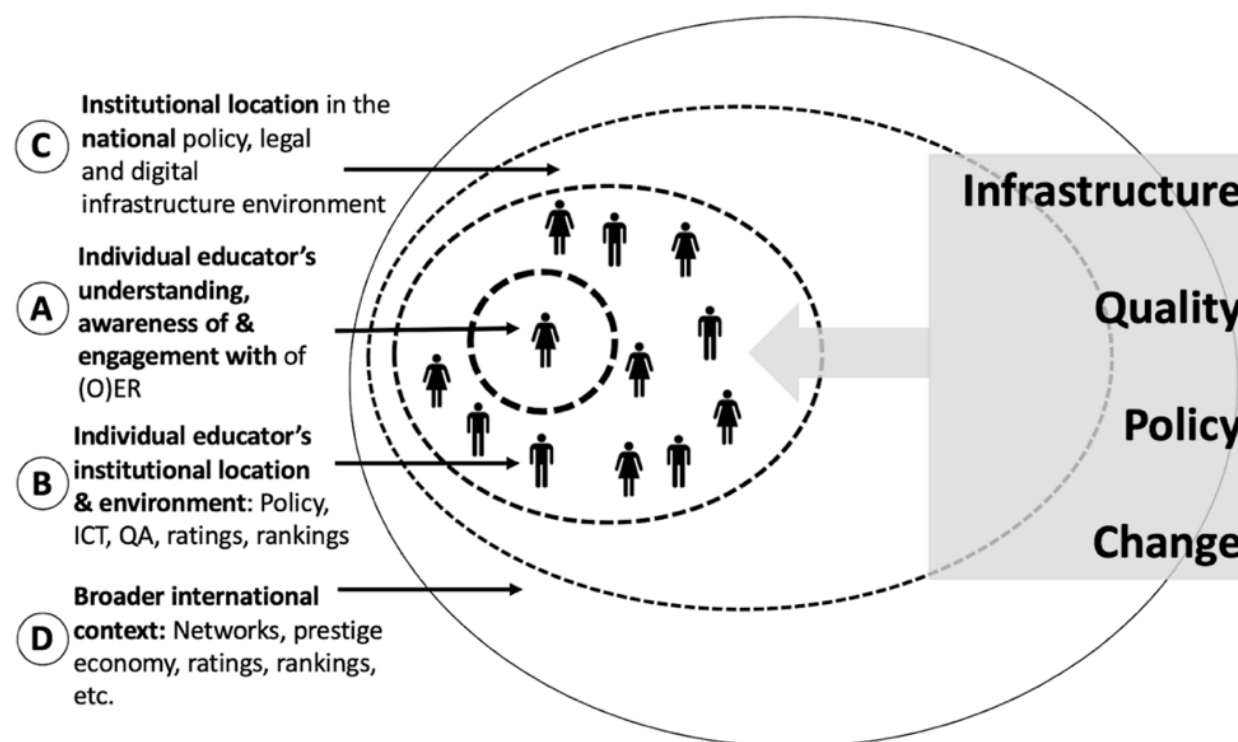 C
Institutional location in the
national policy, legal
and digital
infrastructure environment
A
Individual educator's
understanding,
awareness of &
engagement with of
(O)ER
B
Individual educator's
institutional location
& environment: Policy,
ICT, QA, ratings, rankings
D
Broader international
context: Networks, prestige
economy, ratings, rankings,
etc.
Infrastructure
Quality
Policy
Change